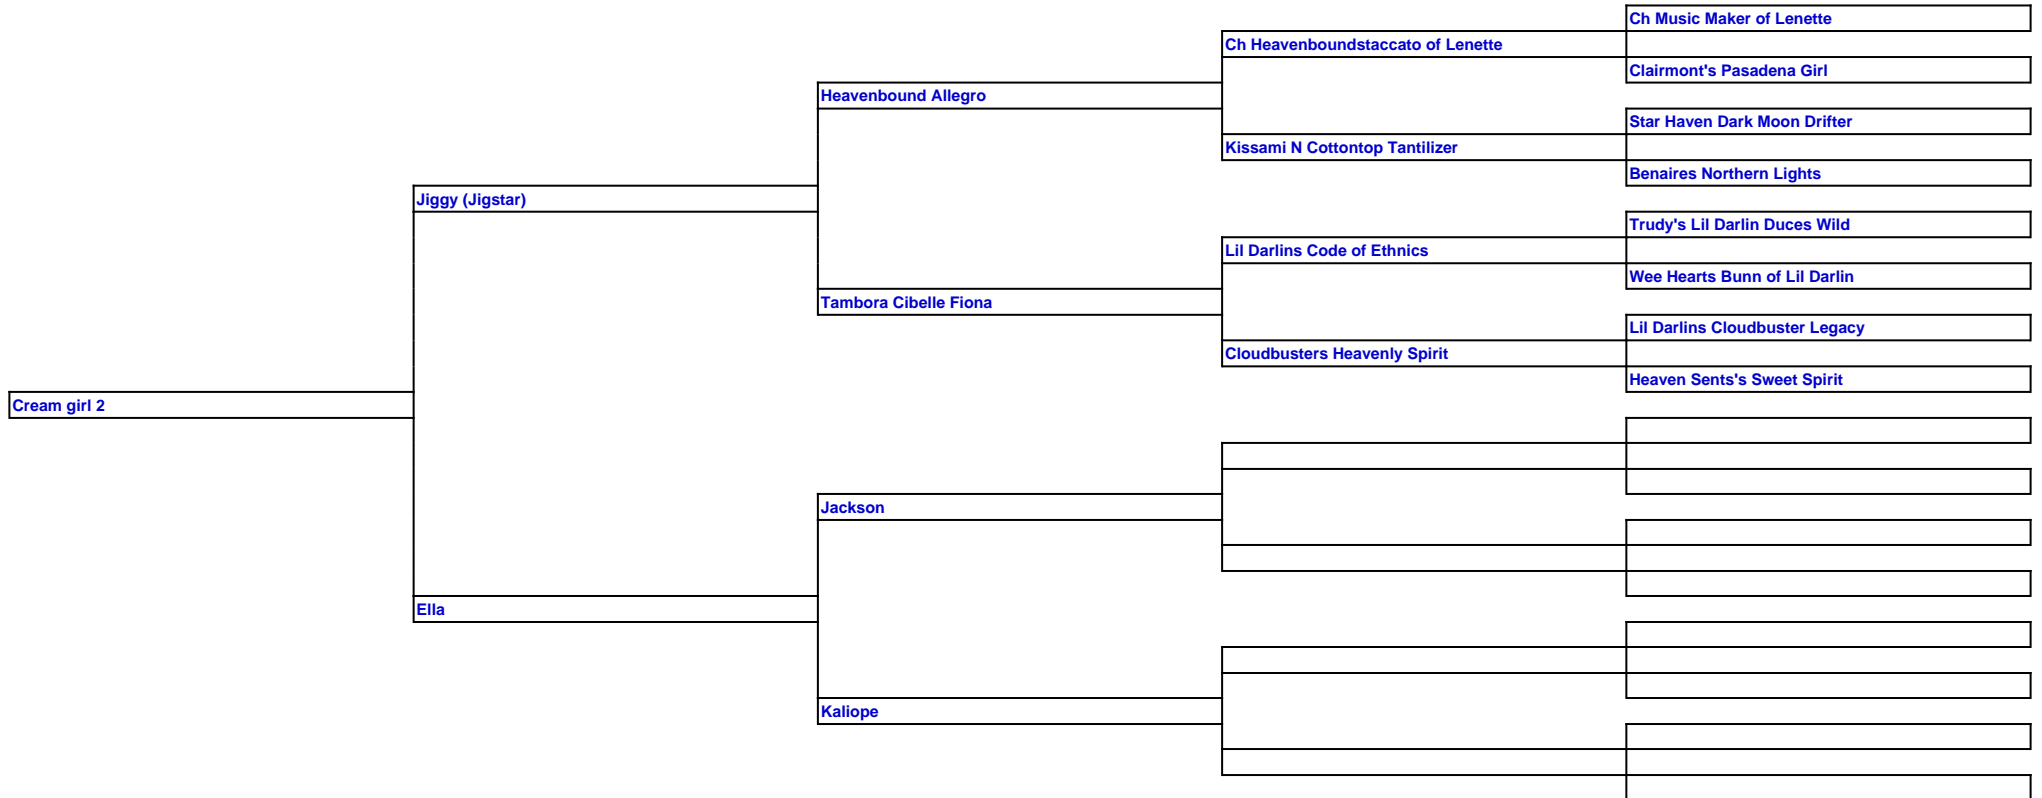 Ch Music Maker of Lenette
Ch Heavenboundstaccato of Lenette
Clairmont's Pasadena Girl
Heavenbound Allegro
Star Haven Dark Moon Drifter
Kissami N Cottontop Tantilizer
Benaires Northern Lights
Jiggy (Jigstar)
Trudy's Lil Darlin Duces Wild
Lil Darlins Code of Ethnics
Wee Hearts Bunn of Lil Darlin
Tambora Cibelle Fiona
Lil Darlins Cloudbuster Legacy
Cloudbusters Heavenly Spirit
Heaven Sents's Sweet Spirit
Cream girl 2
Jackson
Ella
Kaliope